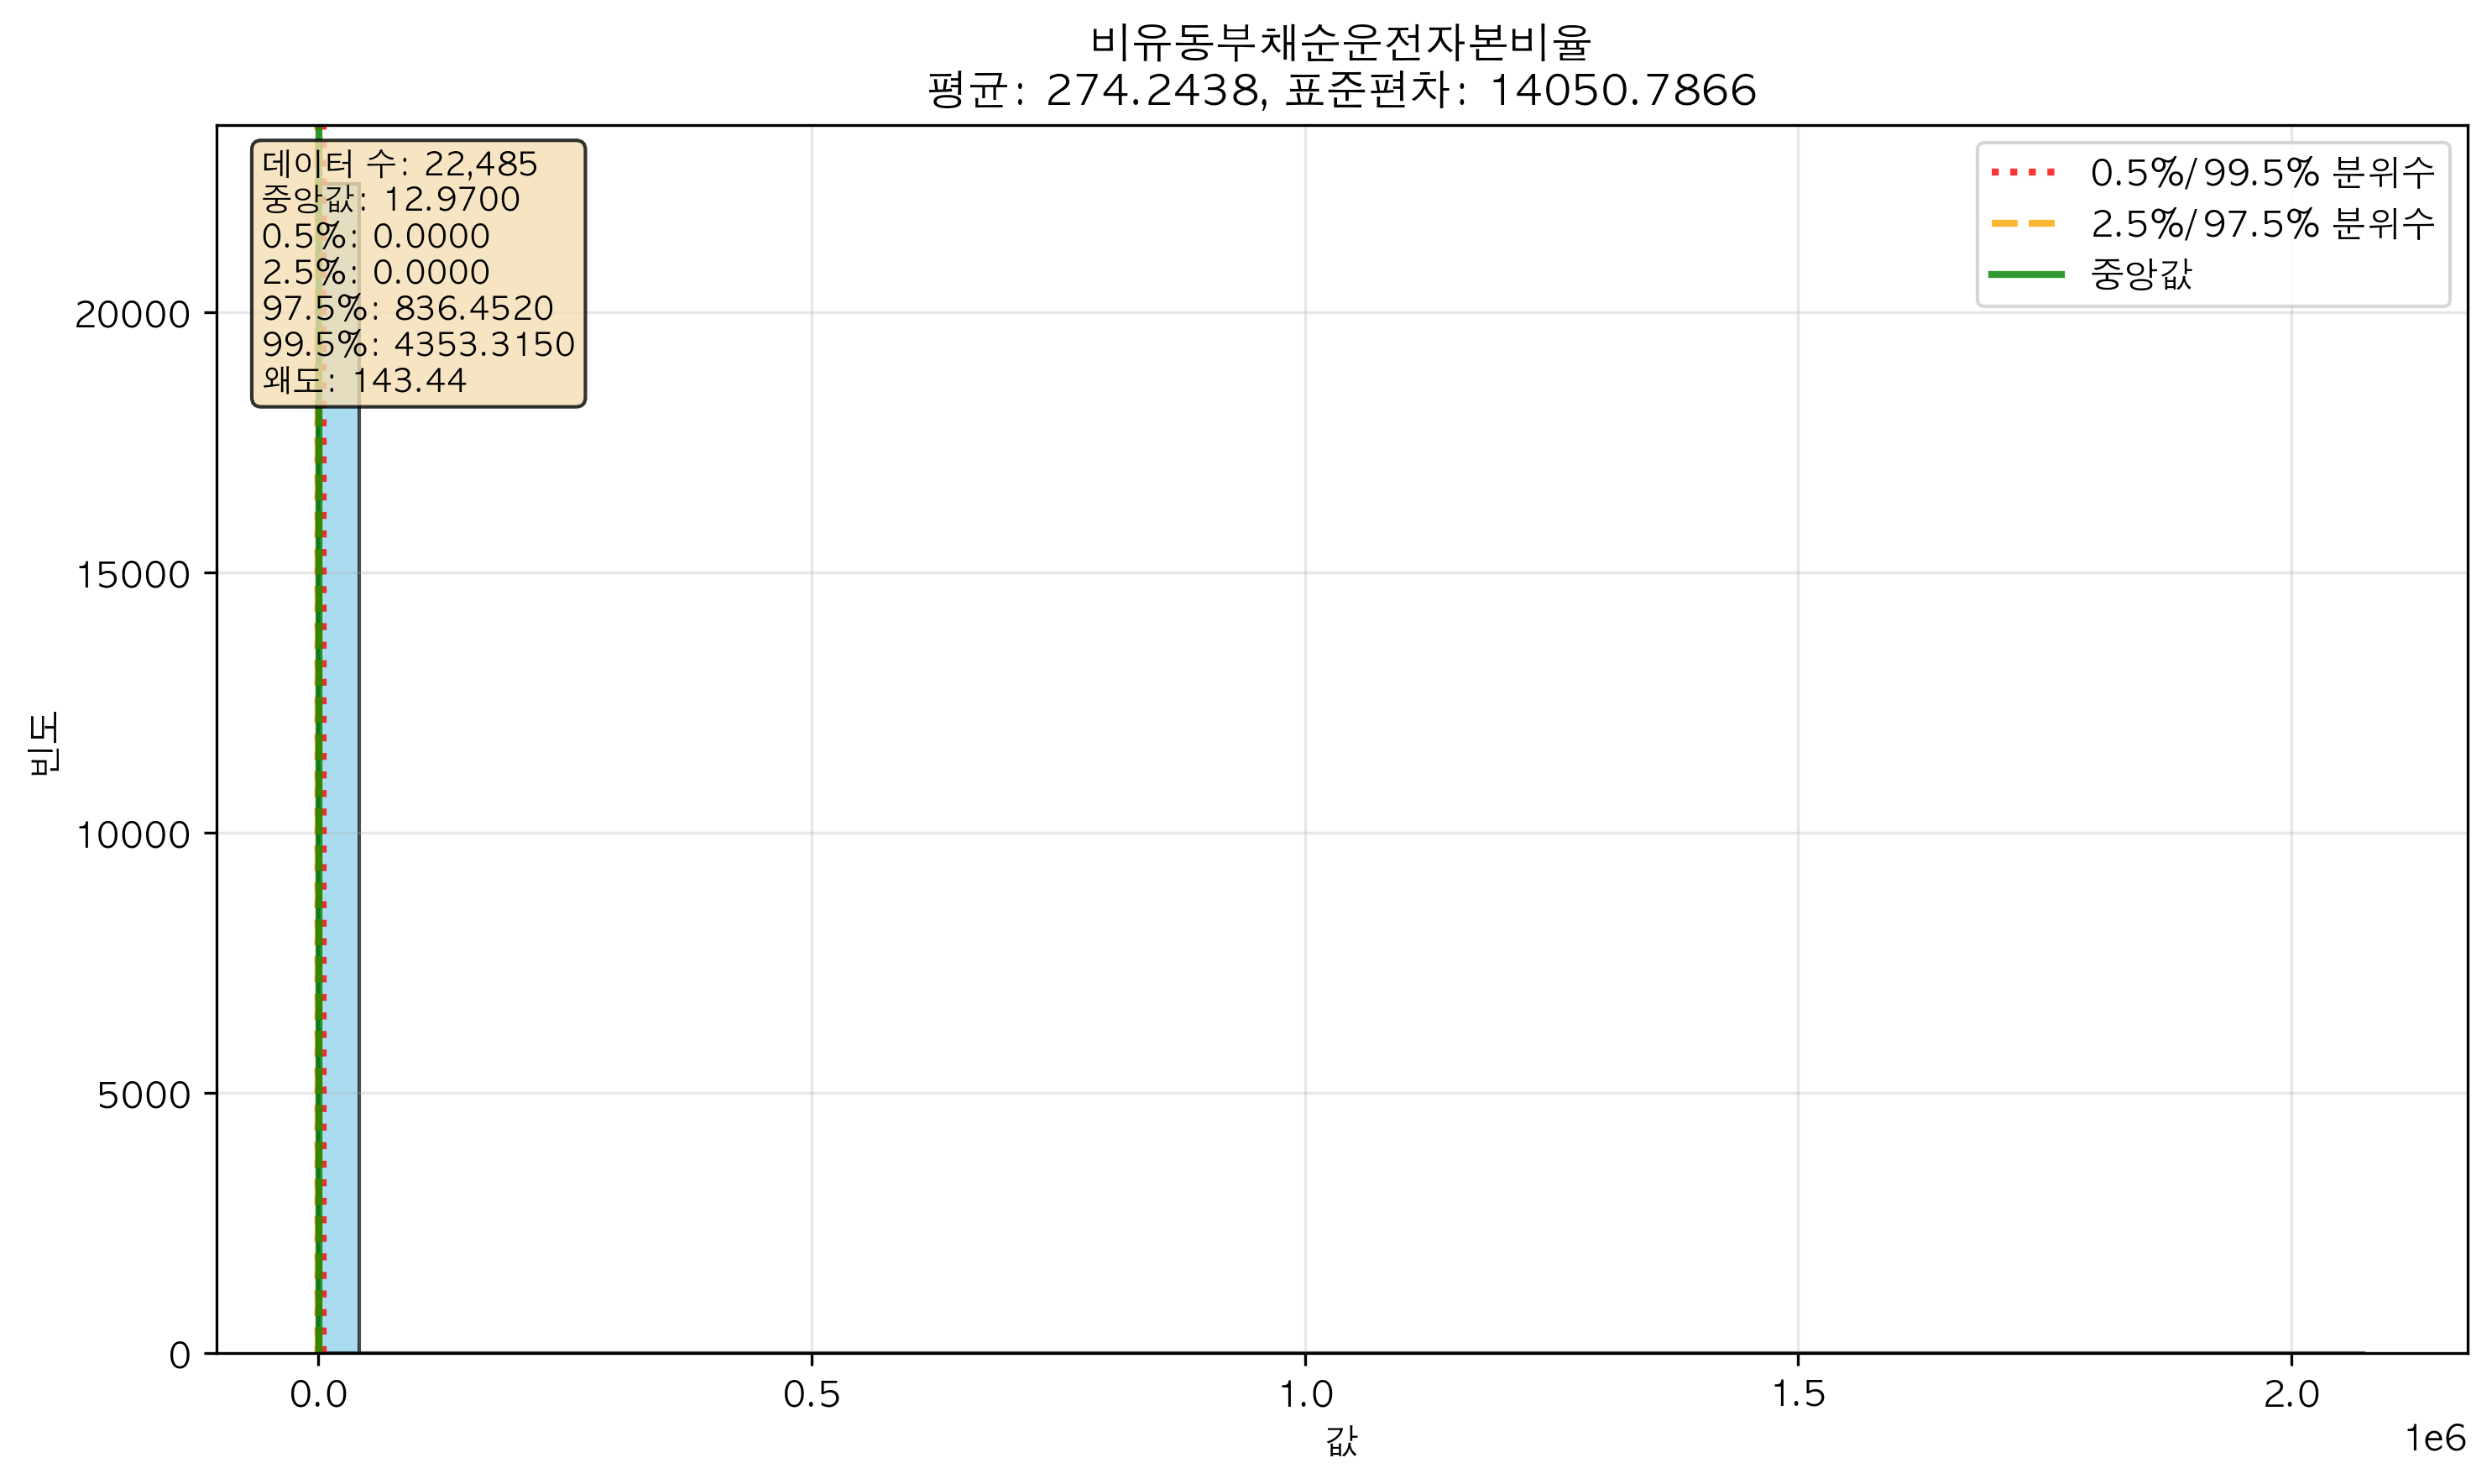 비유동부채순운전자본비율
평균: 274.2438, 표준편차: 14050.7866
데이터 수: 22,485
중앙값: 12.9700
0.5%: 0.0000
2.5%: 0.0000
97.5%: 836.4520
99.5%: 4353.3150
왜도: 143.44
0.5%/99.5% 분위수
2.5%/97.5% 분위수
중앙값
빈도
20000
15000
10000
5000
0
0.0
0.5
1.0
1.5
2.0
1e6
값